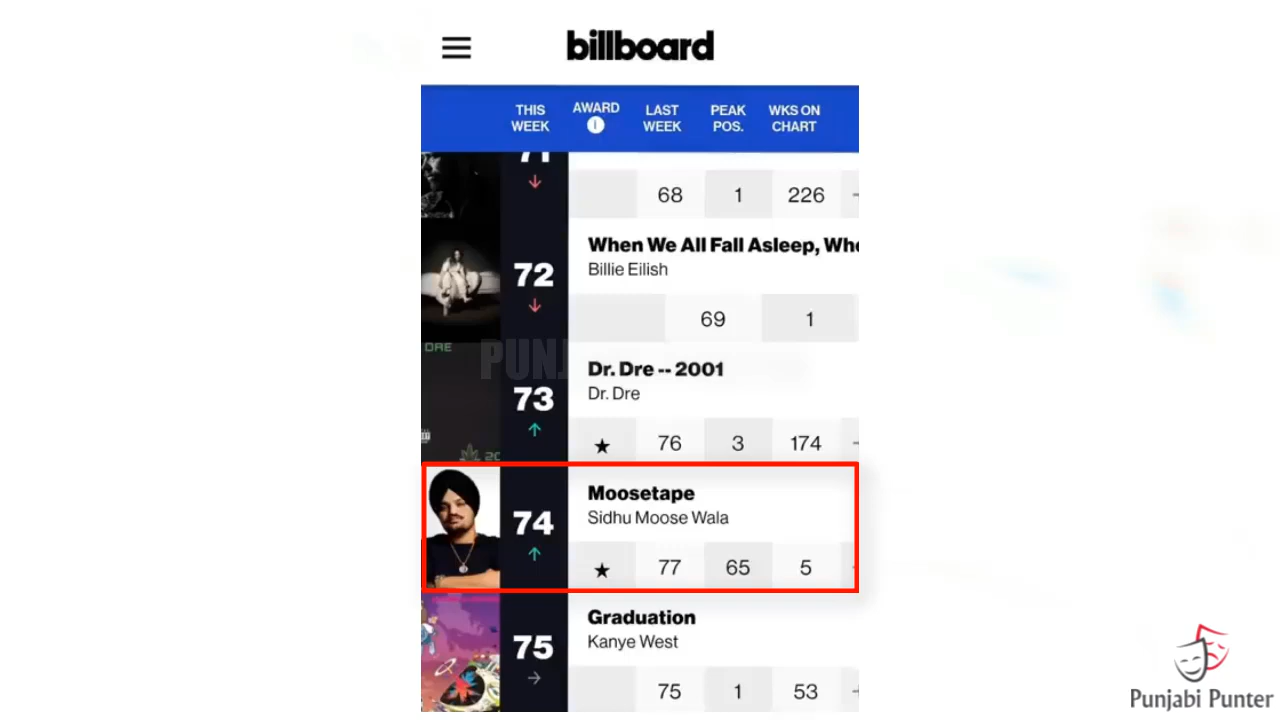 billboard
THIS WEEK AWARD LAST WEEK PEAK POS. WKS ON CHART
71
68 1 226
When We All Fall Asleep, Whe
Billie Eilish
72
69 1
DRE
Dr. Dre -- 2001
Dr. Dre
73
★ 76 3 174
Moosetape
Sidhu Moose Wala
74
★ 77 65 5
Graduation
Kanye West
75
75 1 53
Punjabi Punter